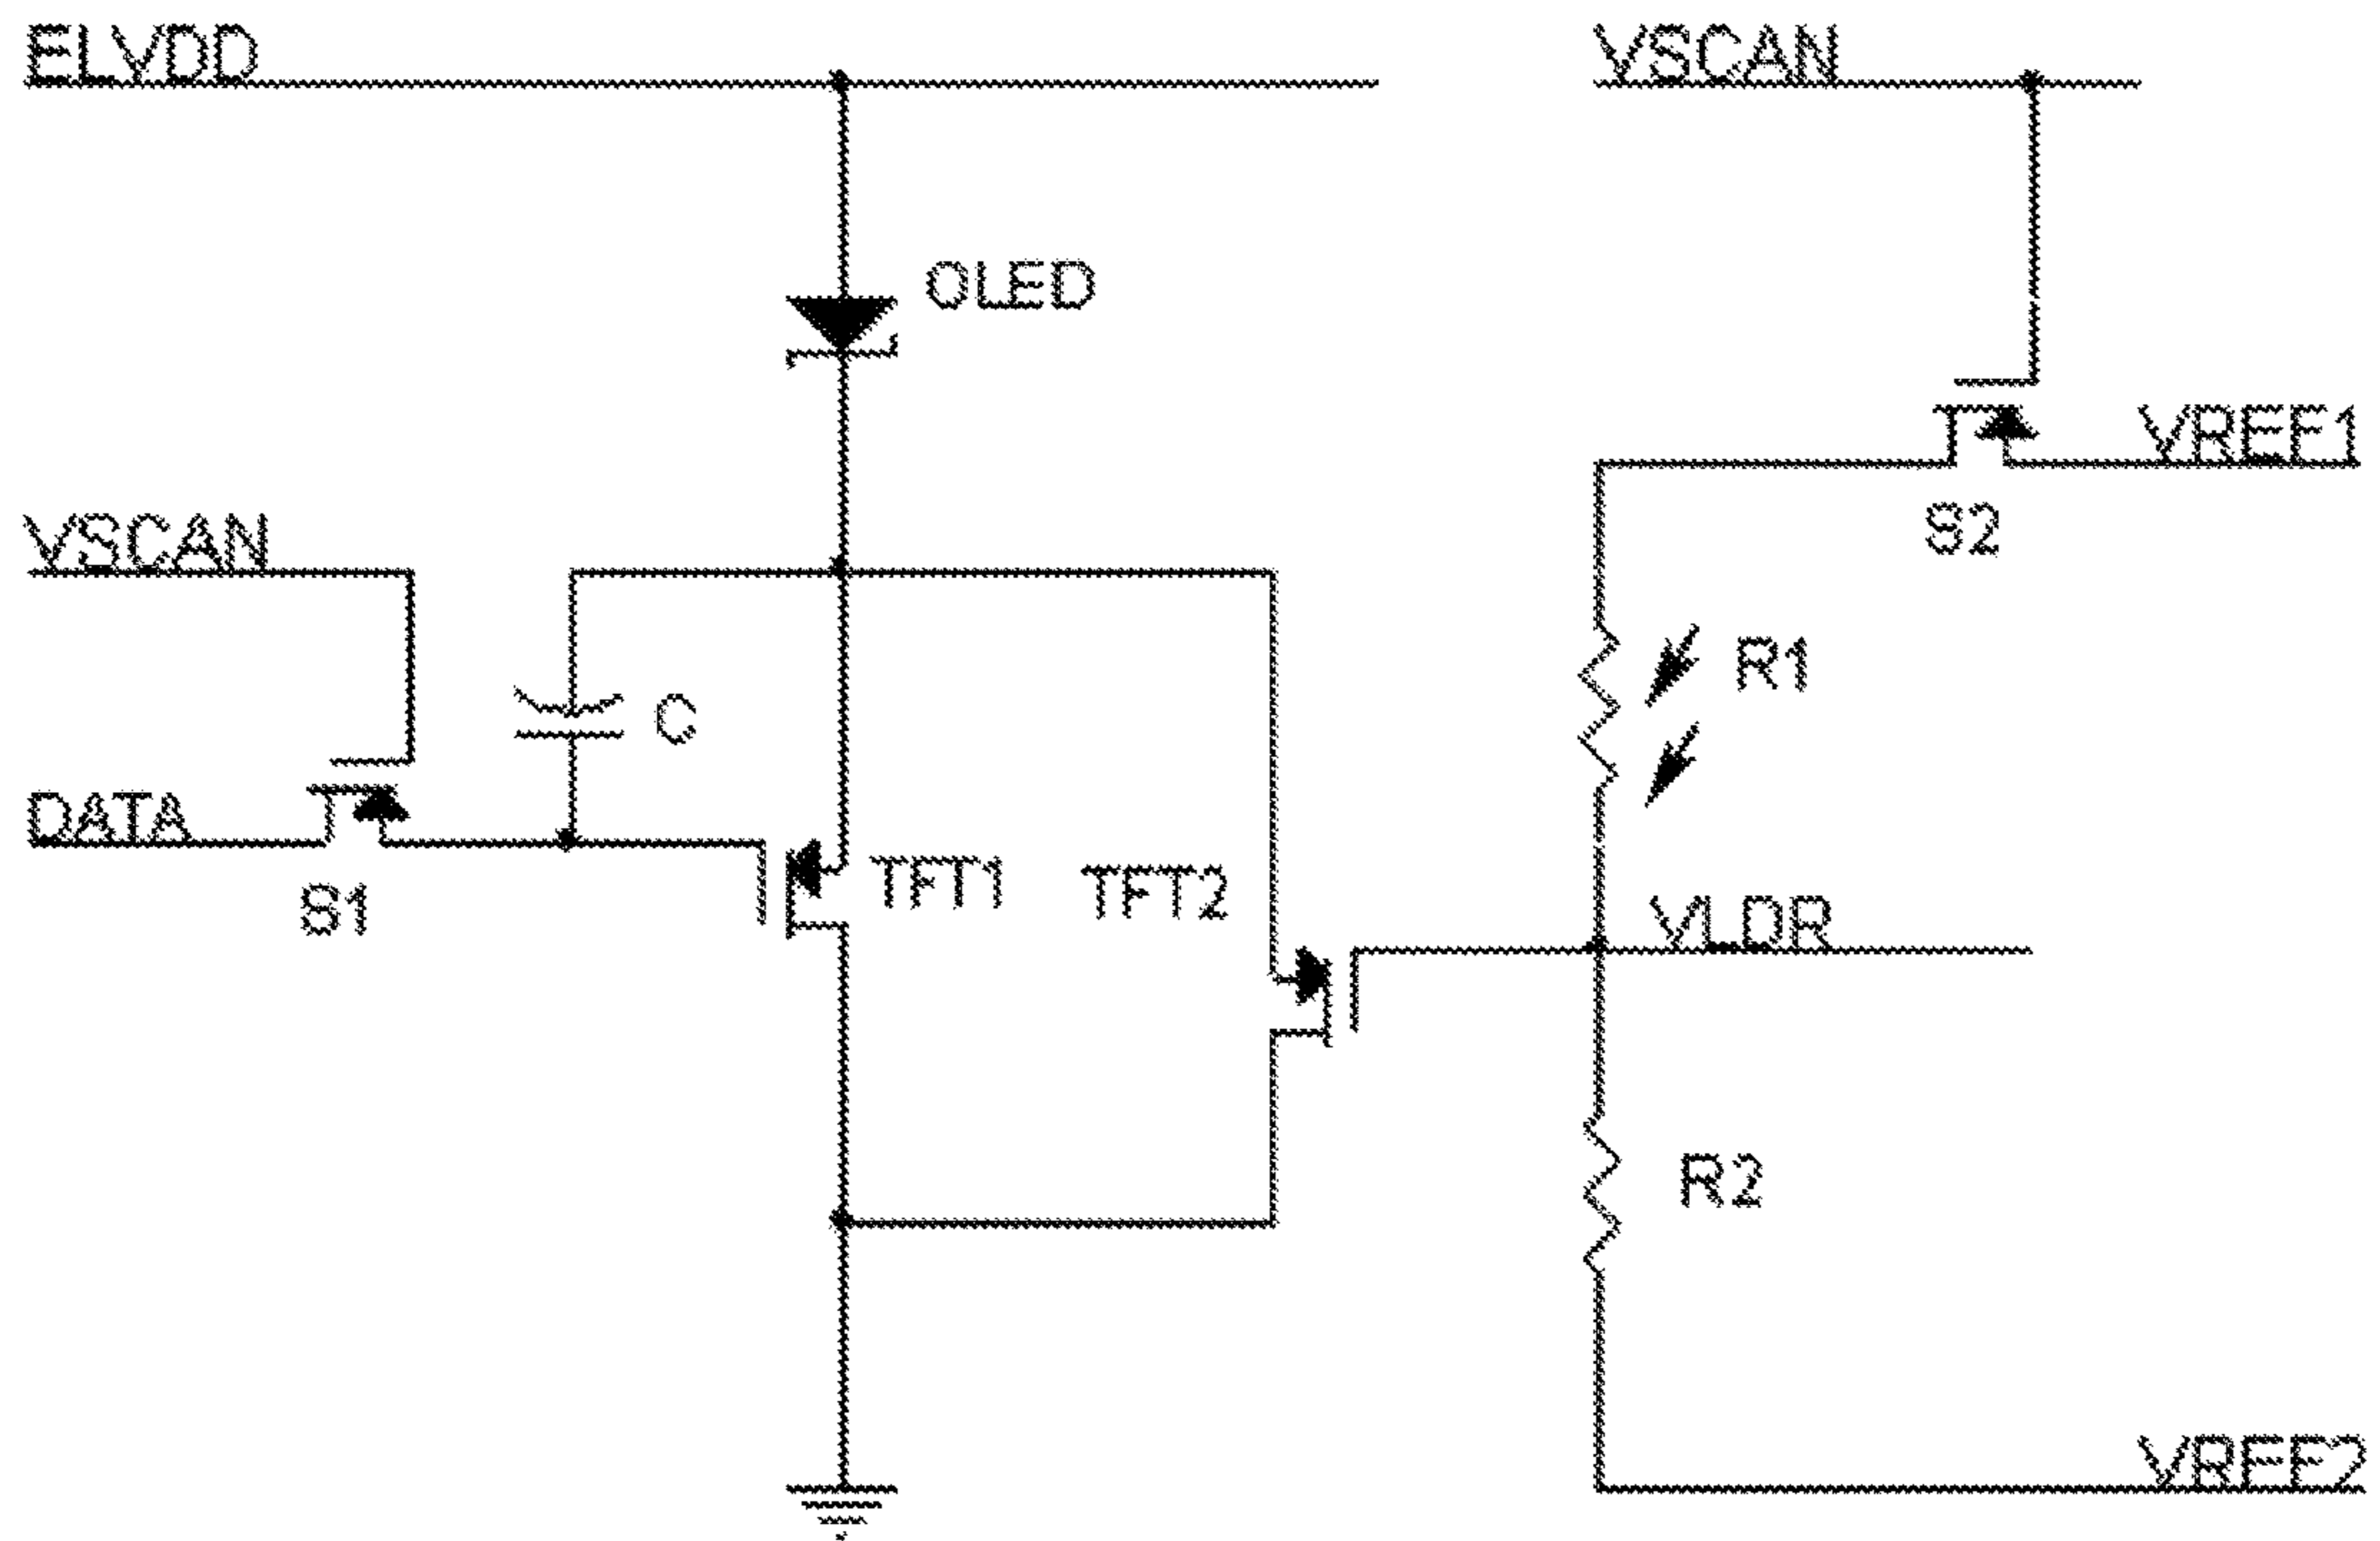 ELVDD
VSCAN
OLED
VREF1
S2
VSCAN
R1
C
DATA
S1
TFT1
TFT2
VLDR
R2
VREF2